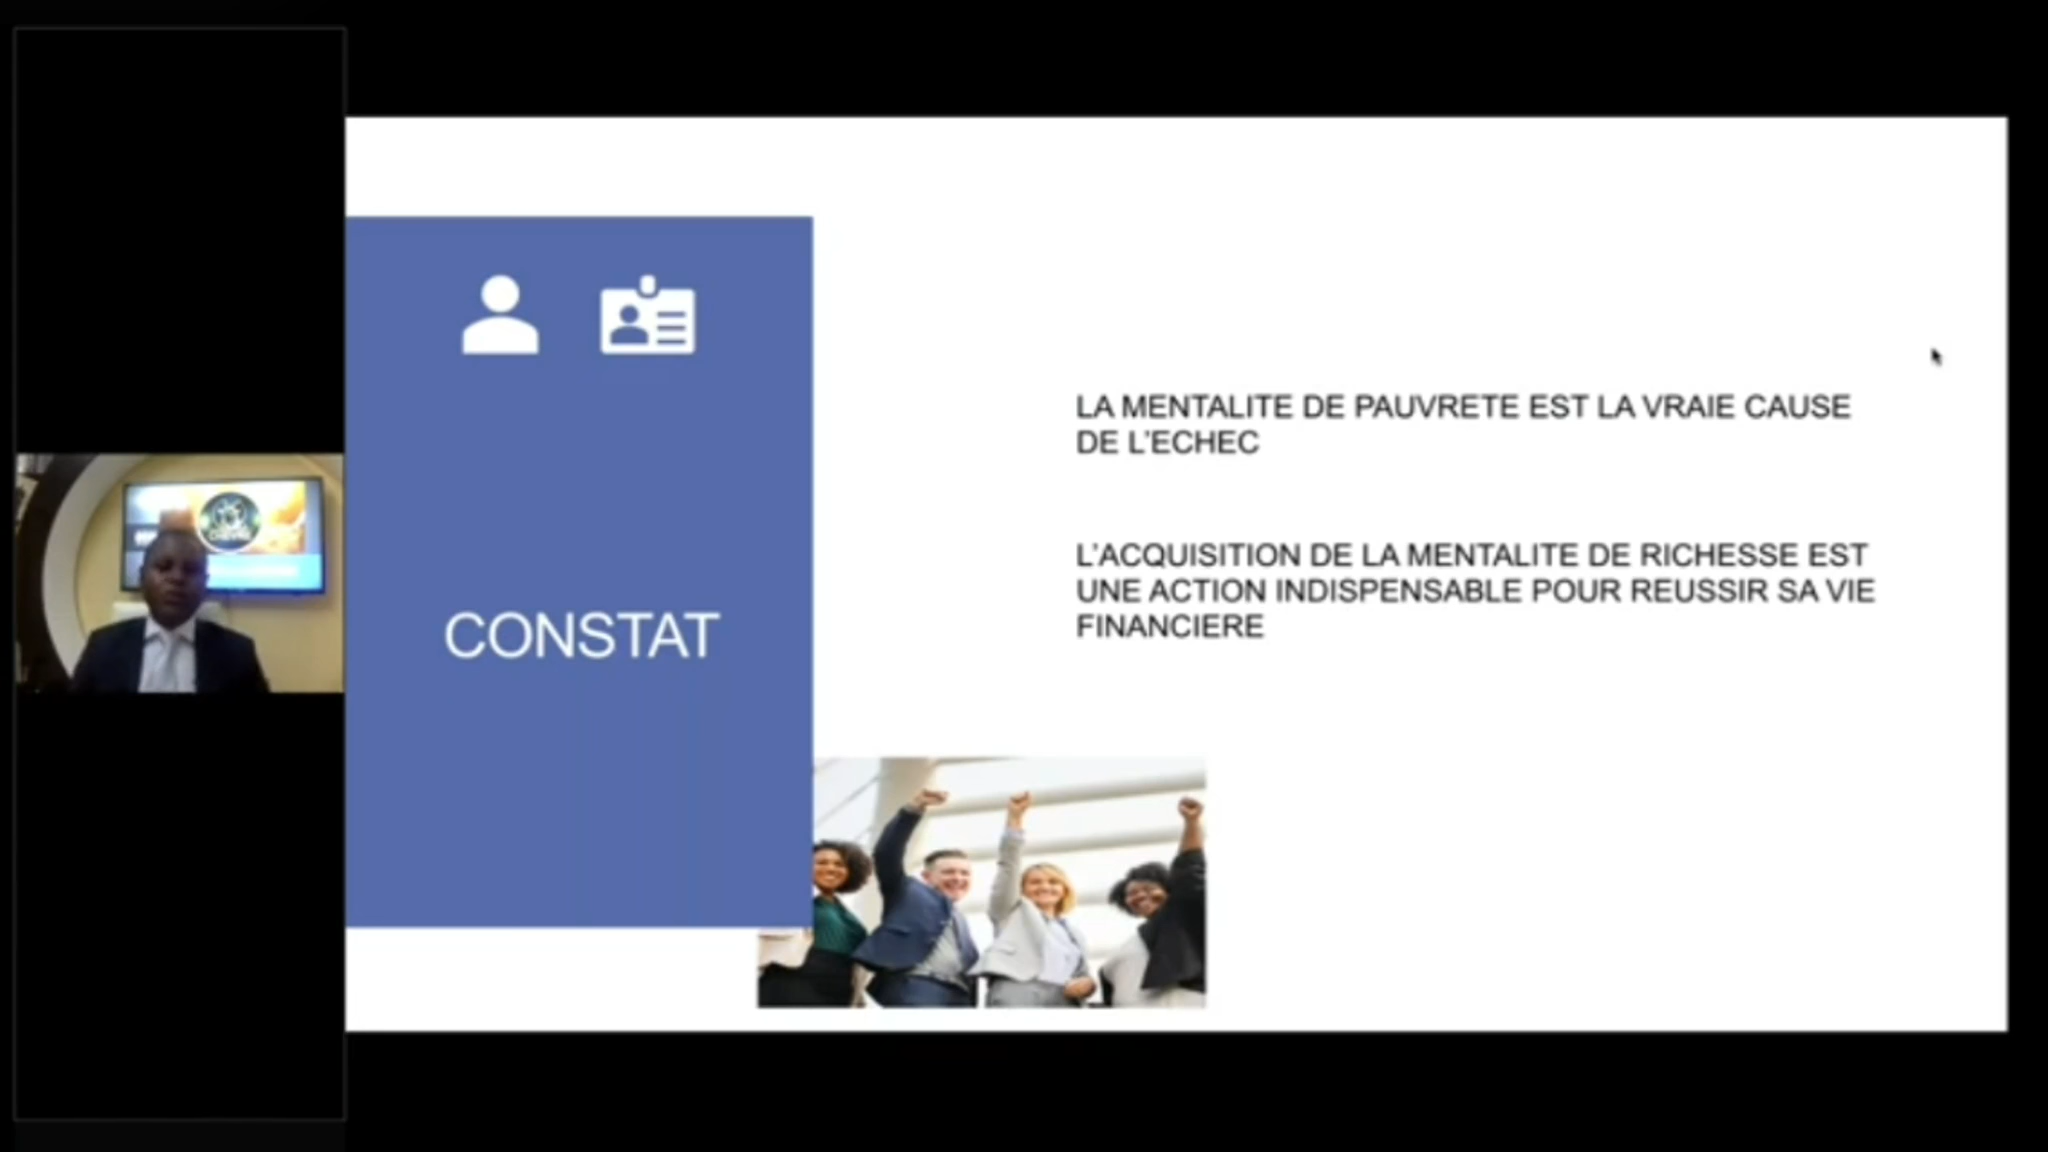 CONSTAT
LA MENTALITE DE PAUVRETE EST LA VRAIE CAUSE
DE L'ECHEC
L'ACQUISITION DE LA MENTALITE DE RICHESSE EST
UNE ACTION INDISPENSABLE POUR REUSSIR SA VIE
FINANCIERE